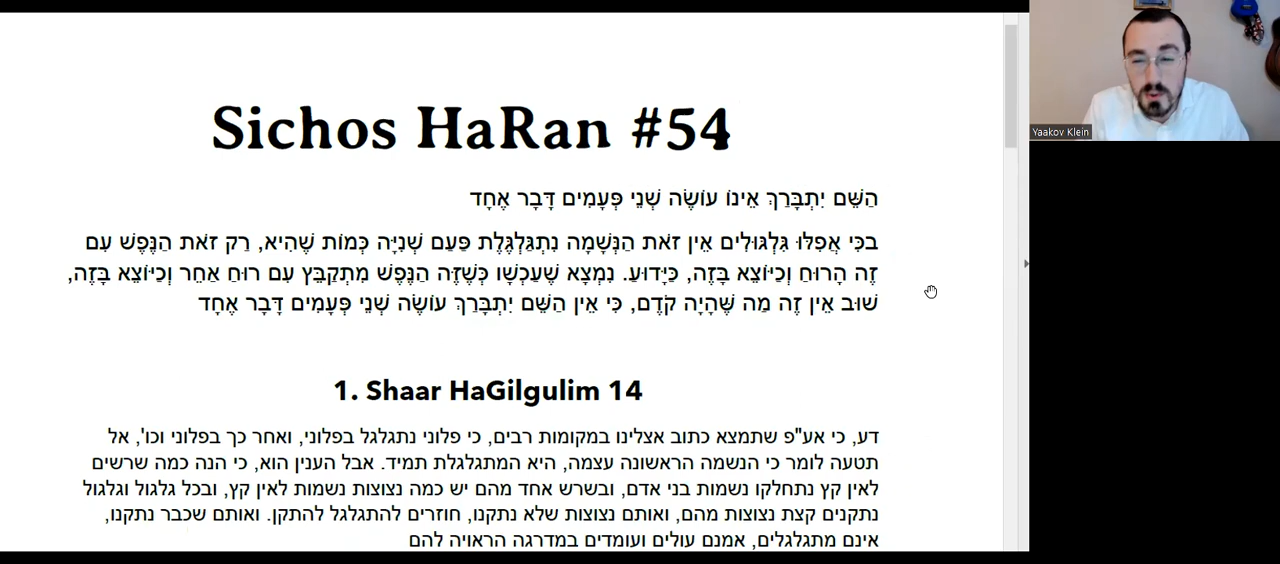 Sichos HaRan #54
הַשֵּׁם יִתְבָּרַךְ אֵינוֹ עוֹשֶׂה שְׁנֵי פְּעָמִים דָּבָר אֶחָד
בכִּי אֲפִלּוּ גִּלְגּוּלִים אֵין זֹאת הַנְּשָׁמָה נִתְגַּלְגֶּלֶת פַּעַם שְׁנִיָּה כְּמוֹת שֶׁהִיא, רַק זֹאת הַנֶּפֶשׁ עִם
זֶה הָרוּחַ וְכַיּוֹצֵא בָּזֶה, כַּיָּדוּעַ. נִמְצָא שֶׁעַכְשָׁו כְּשֶׁזֶּה הַנֶּפֶשׁ מִתְקַבֵּץ עִם רוּחַ אַחֵר וְכַיּוֹצֵא בָּזֶה,
שׁוּב אֵין זֶה מַה שֶּׁהָיָה קֹדֶם, כִּי אֵין הַשֵּׁם יִתְבָּרַךְ עוֹשֶׂה שְׁנֵי פְּעָמִים דָּבָר אֶחָד
1. Shaar HaGilgulim 14
דע, כי אע"פ שתמצא כתוב אצלינו במקומות רבים, כי פלוני נתגלגל בפלוני, ואחר כך בפלוני וכו', אל
תטעה לומר כי הנשמה הראשונה עצמה, היא המתגלגלת תמיד. אבל הענין הוא, כי הנה כמה שרשים
לאין קץ נתחלקו נשמות בני אדם, ובשרש אחד מהם יש כמה נצוצות נשמות לאין קץ, ובכל גלגול וגלגול
נתקנים קצת נצוצות מהם, ואותם נצוצות שלא נתקנו, חוזרים להתגלגל להתקן. ואותם שכבר נתקנו,
אינם מתגלגלים, אמנם עולים ועומדים במדרגה הראויה להם
Yaakov Klein